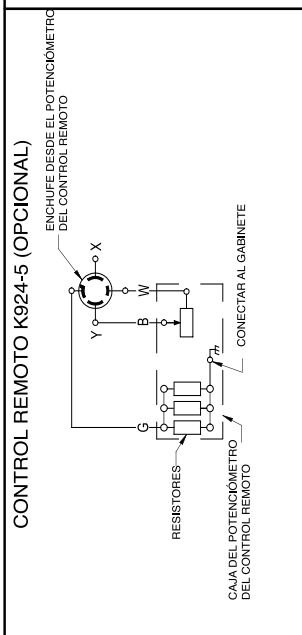 CONTROL REMOTO K924-5 (OPCIONAL)
ENCHUFE DESDE EL POTENCIÓMETRO
DEL CONTROL REMOTO
Y
X
G
B
W
RESISTORES
CONECTAR AL GABINETE
CAJA DEL POTENCIÓMETRO
DEL CONTROL REMOTO